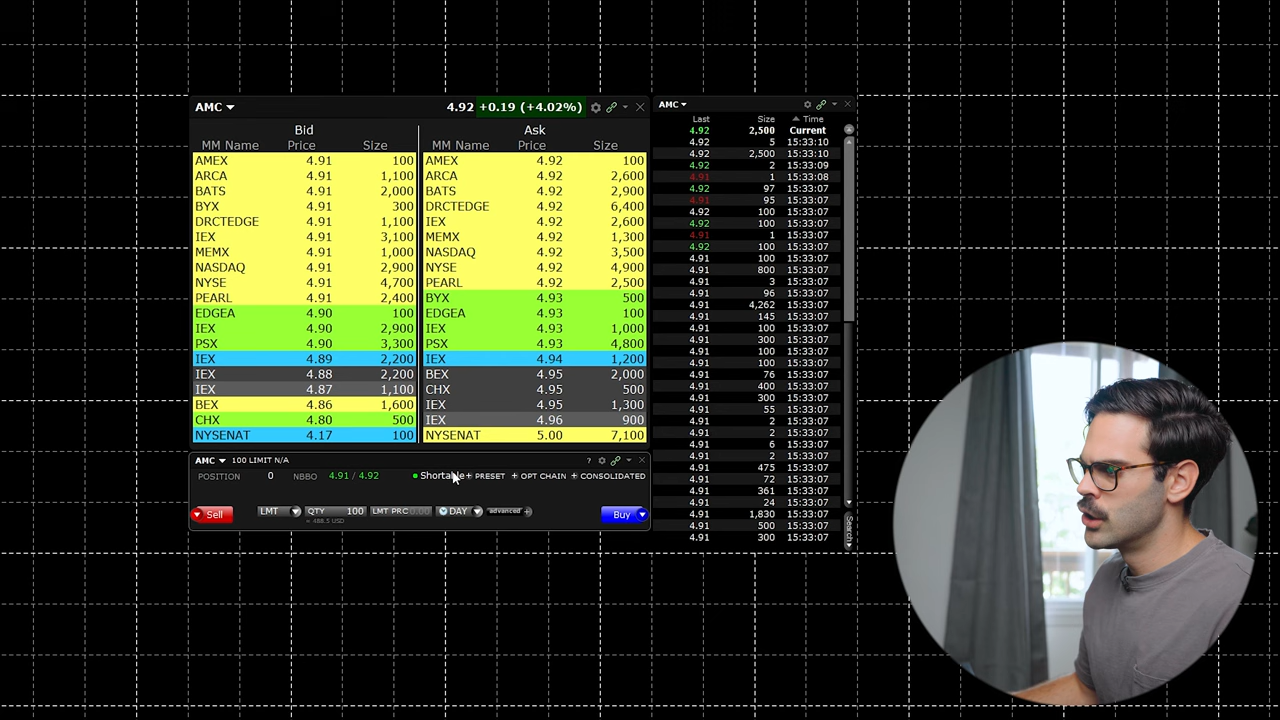 AMC 4.92 +0.19 (+4.02%)
Bid Ask
MM Name Price Size MM Name Price Size
AMEX 4.91 100 AMEX 4.92 100
ARCA 4.91 1,100 ARCA 4.92 2,600
BATS 4.91 2,000 BATS 4.92 2,900
BYX 4.91 300 DRCTEDGE 4.92 6,400
DRCTEDGE 4.91 1,100 IEX 4.92 2,600
IEX 4.91 3,100 MEMX 4.92 1,300
MEMX 4.91 1,000 NASDAQ 4.92 3,500
NASDAQ 4.91 2,900 NYSE 4.92 4,900
NYSE 4.91 4,700 PEARL 4.92 2,500
PEARL 4.91 2,400 BYX 4.93 500
EDGEA 4.90 100 EDGEA 4.93 100
IEX 4.90 2,900 IEX 4.93 1,000
PSX 4.90 3,300 PSX 4.93 4,800
IEX 4.89 2,200 IEX 4.94 1,200
IEX 4.88 2,200 BEX 4.95 2,000
IEX 4.87 1,100 CHX 4.95 500
BEX 4.86 1,600 IEX 4.95 1,300
CHX 4.80 500 IEX 4.96 900
NYSENAT 4.17 100 NYSENAT 5.00 7,100
AMC 100 LIMIT N/A ?
POSITION 0 NBBO 4.91 / 4.92 Shortable + PRESET + OPT CHAIN + CONSOLIDATED
Sell LMT QTY 100 LMT PRC 0.00 DAY advanced + Buy
≈ 488.5 USD
AMC
Last Size Time
4.92 2,500 Current
4.92 5 15:33:10
4.92 2,500 15:33:10
4.92 2 15:33:09
4.91 1 15:33:08
4.92 97 15:33:07
4.91 95 15:33:07
4.92 100 15:33:07
4.92 100 15:33:07
4.91 1 15:33:07
4.92 100 15:33:07
4.91 100 15:33:07
4.91 800 15:33:07
4.91 3 15:33:07
4.91 96 15:33:07
4.91 4,262 15:33:07
4.91 145 15:33:07
4.91 100 15:33:07
4.91 300 15:33:07
4.91 100 15:33:07
4.91 100 15:33:07
4.91 76 15:33:07
4.91 400 15:33:07
4.91 300 15:33:07
4.91 55 15:33:07
4.91 2 15:33:07
4.91 2 15:33:07
4.91 6 15:33:07
4.91 2 15:33:07
4.91 475 15:33:07
4.91 72 15:33:07
4.91 361 15:33:07
4.91 24 15:33:07
4.91 1,830 15:33:07
4.91 500 15:33:07
4.91 300 15:33:07
Search